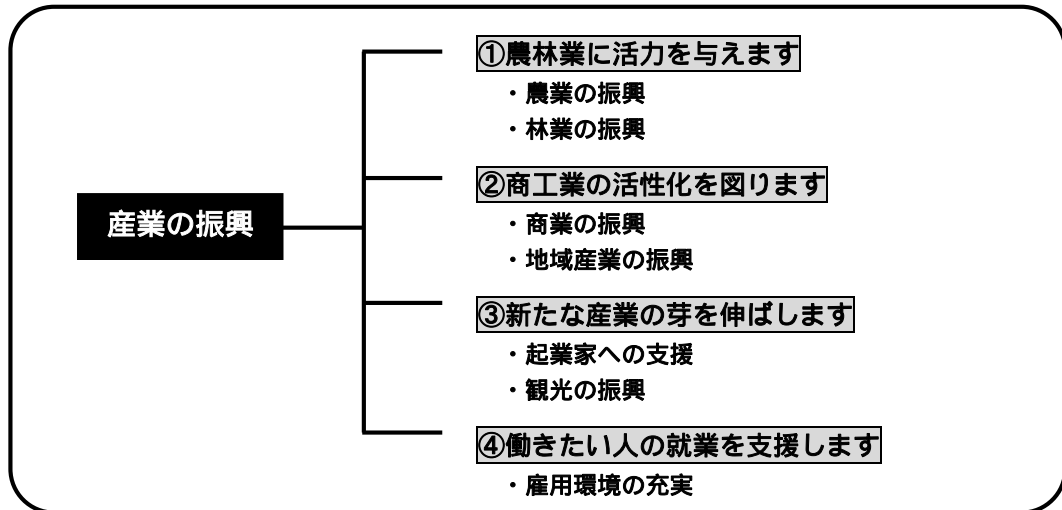 産業の振興
①農林業に活力を与えます
・農業の振興
・林業の振興
②商工業の活性化を図ります
・商業の振興
・地域産業の振興
③新たな産業の芽を伸ばします
・起業家への支援
・観光の振興
④働きたい人の就業を支援します
・雇用環境の充実